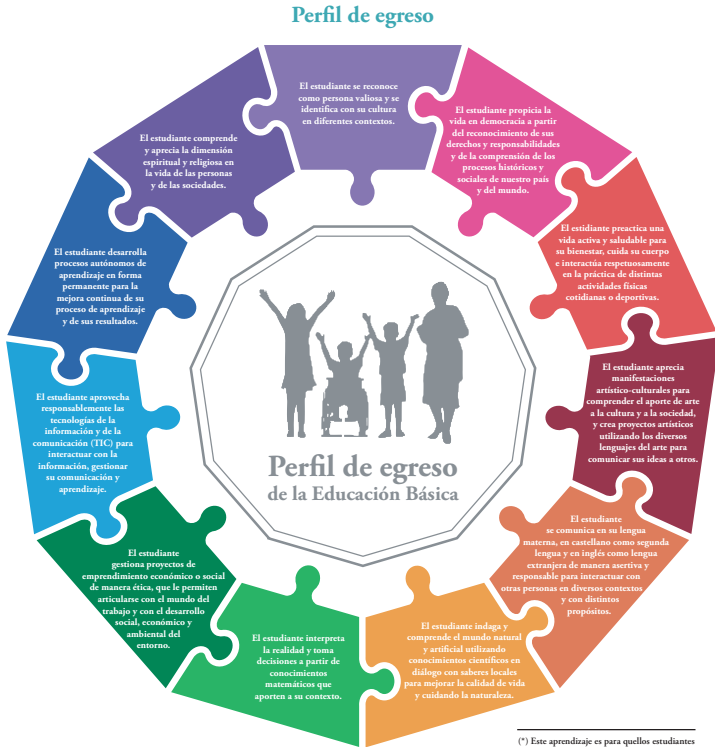 Perfil de egreso
El estudiante se reconoce
como persona valiosa y se
identifica con su cultura
en diferentes contextos.
El estudiante propicia la
vida en democracia a partir
del reconocimiento de sus
derechos y responsabilidades
y de la comprensión de los
procesos históricos y
sociales de nuestro país
y del mundo.
El estidiante preactica una
vida activa y saludable para
su bienestar, cuida su cuerpo
e interactúa respetuosamente
en la práctica de distintas
actividades físicas
cotidianas o deportivas.
El estudiante aprecia
manifestaciones
artístico-culturales para
comprender el aporte de arte
a la cultura y a la sociedad,
y crea proyectos artísticos
utilizando los diversos
lenguajes del arte para
comunicar sus ideas a otros.
El estudiante
se comunica en su lengua
materna, en castellano como segunda
lengua y en inglés como lengua
extranjera de manera asertiva y
responsable para interactuar con
otras personas en diversos contextos
y con distintos
propósitos.
El estudiante indaga y
comprende el mundo natural
y artificial utilizando
conocimientos científicos en
diálogo con saberes locales
para mejorar la calidad de vida
y cuidando la naturaleza.
El estudiante interpreta
la realidad y toma
decisiones a partir de
conocimientos
matemáticos que
aporten a su contexto.
El estudiante
gestiona proyectos de
emprendimiento económico o social
de manera ética, que le permiten
articularse con el mundo del
trabajo y con el desarrollo
social, económico y
ambiental del
entorno.
El estudiante aprovecha
responsablemente las
tecnologías de la
información y de la
comunicación (TIC) para
interactuar con la
información, gestionar
su comunicación y
aprendizaje.
El estudiante desarrolla
procesos autónomos de
aprendizaje en forma
permanente para la
mejora continua de su
proceso de aprendizaje
y de sus resultados.
El estudiante comprende
y aprecia la dimensión
espiritual y religiosa en
la vida de las personas
y de las sociedades.
Perfil de egreso
de la Educación Básica
(*) Este aprendizaje es para quellos estudiantes